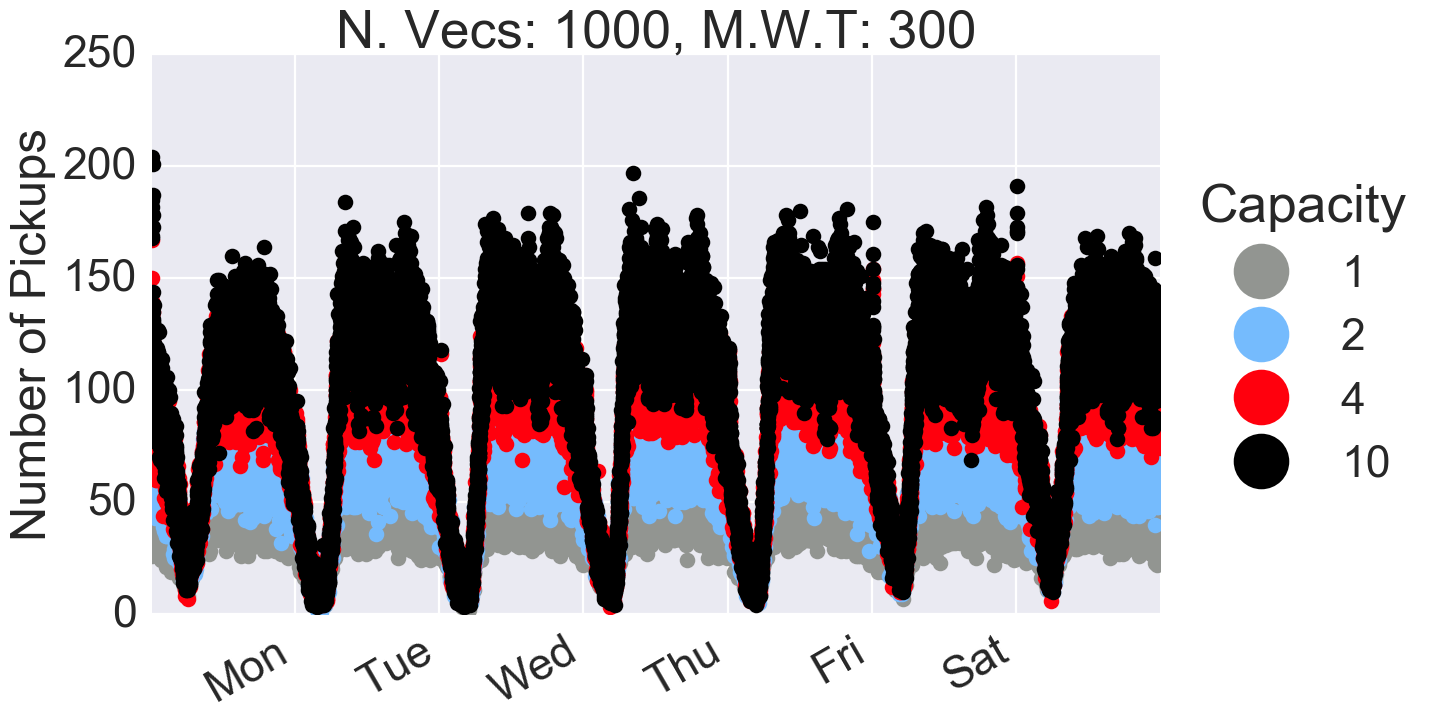 N. Vecs: 1000, M.W.T: 300
Number of Pickups
250
200
150
100
50
0
Mon
Tue
Wed
Thu
Fri
Sat
Capacity
1
2
4
10